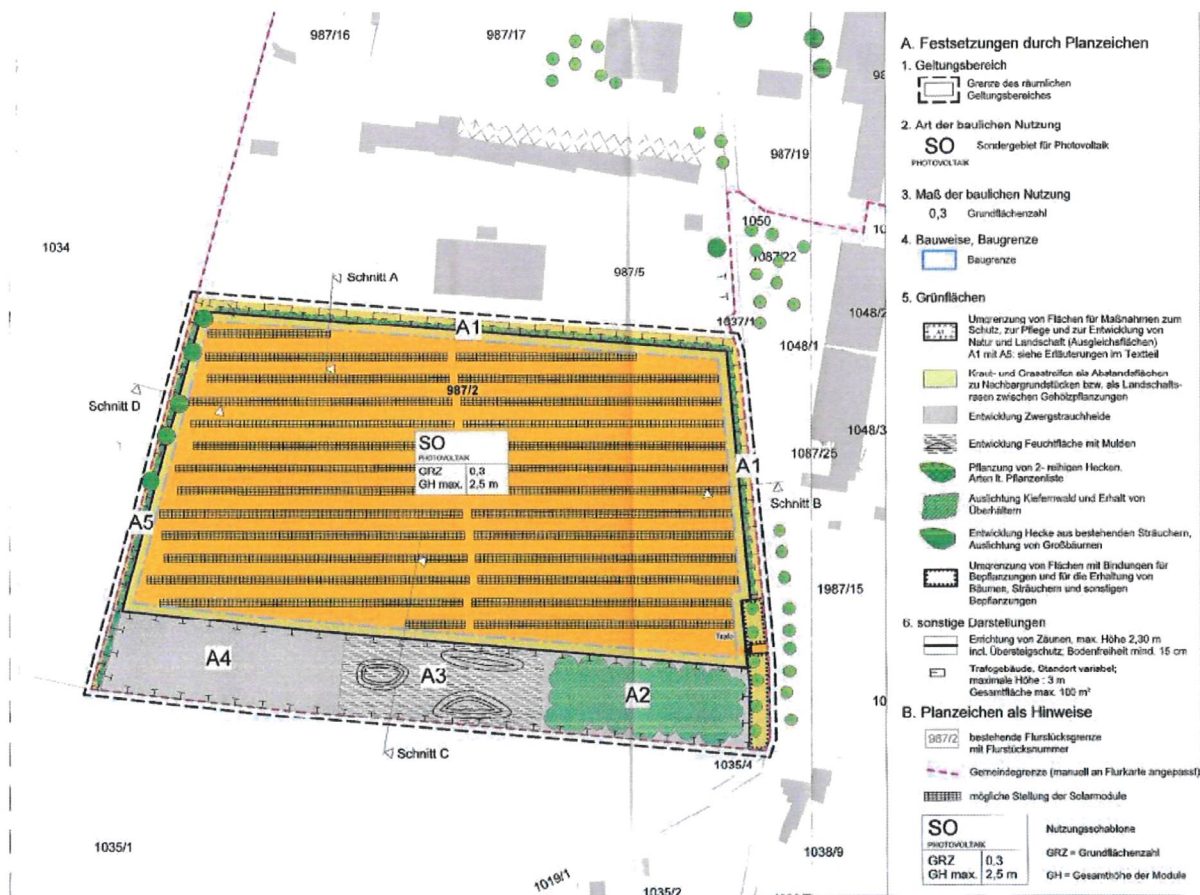 987/16
987/17
987/19
1034
1050
1087/22
987/5
Schnitt A
A1
1037/1
1048/2
1048/1
987/2
Schnitt D
1048/3
SO
PHOTOVOLTAIK
GRZ 0,3
GH max. 2,5 m
1087/25
A1
Schnitt B
A5
1987/15
Trafo
A4
A3
A2
Schnitt C
1035/4
1035/1
1038/9
1019/1
1035/2
A. Festsetzungen durch Planzeichen
1. Geltungsbereich
Grenze des räumlichen
Geltungsbereiches
2. Art der baulichen Nutzung
SO Sondergebiet für Photovoltaik
PHOTOVOLTAIK
3. Maß der baulichen Nutzung
0,3 Grundflächenzahl
4. Bauweise, Baugrenze
Baugrenze
5. Grünflächen
Umgrenzung von Flächen für Maßnahmen zum
Schutz, zur Pflege und zur Entwicklung von
Natur und Landschaft (Ausgleichsflächen)
A1 mit A5: siehe Erläuterungen im Textteil
A1
Kraut- und Grasstreifen als Abstandsflächen
zu Nachbargrundstücken bzw. als Landschafts-
rasen zwischen Gehölzpflanzungen
Entwicklung Zwergstrauchheide
Entwicklung Feuchtfläche mit Mulden
Pflanzung von 2- reihigen Hecken.
Arten lt. Pflanzenliste
Auslichtung Kiefernwald und Erhalt von
Überhältern
Entwicklung Hecke aus bestehenden Sträuchern,
Auslichtung von Großbäumen
Umgrenzung von Flächen mit Bindungen für
Bepflanzungen und für die Erhaltung von
Bäumen, Sträuchern und sonstigen
Bepflanzungen
6. sonstige Darstellungen
Errichtung von Zäunen, max. Höhe 2,30 m
incl. Übersteigschutz, Bodenfreiheit mind. 15 cm
Trafogebäude, Standort variabel;
maximale Höhe : 3 m
Gesamtfläche max. 100 m²
B. Planzeichen als Hinweise
987/2 bestehende Flurstücksgrenze
mit Flurstücksnummer
Gemeindegrenze (manuell an Flurkarte angepasst)
mögliche Stellung der Solarmodule
SO
PHOTOVOLTAIK
GRZ 0,3
GH max. 2,5 m
Nutzungsschablone
GRZ = Grundflächenzahl
GH = Gesamthöhe der Module